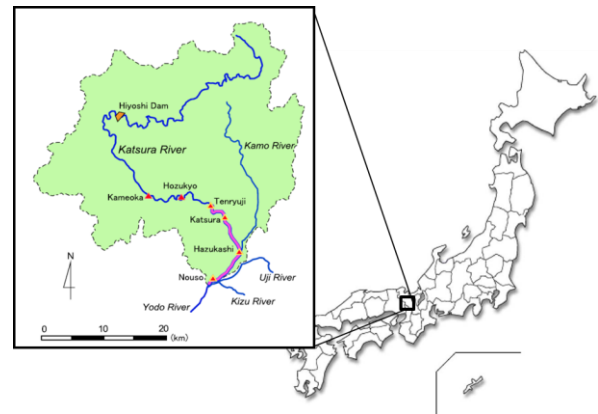 Hiyoshi Dam
Katsura River
Kamo River
Hozukyo
Kameoka
Tenryuji
Katsura
Hazukashi
Nouso
Uji River
Kizu River
Yodo River
N
0 10 20
(km)